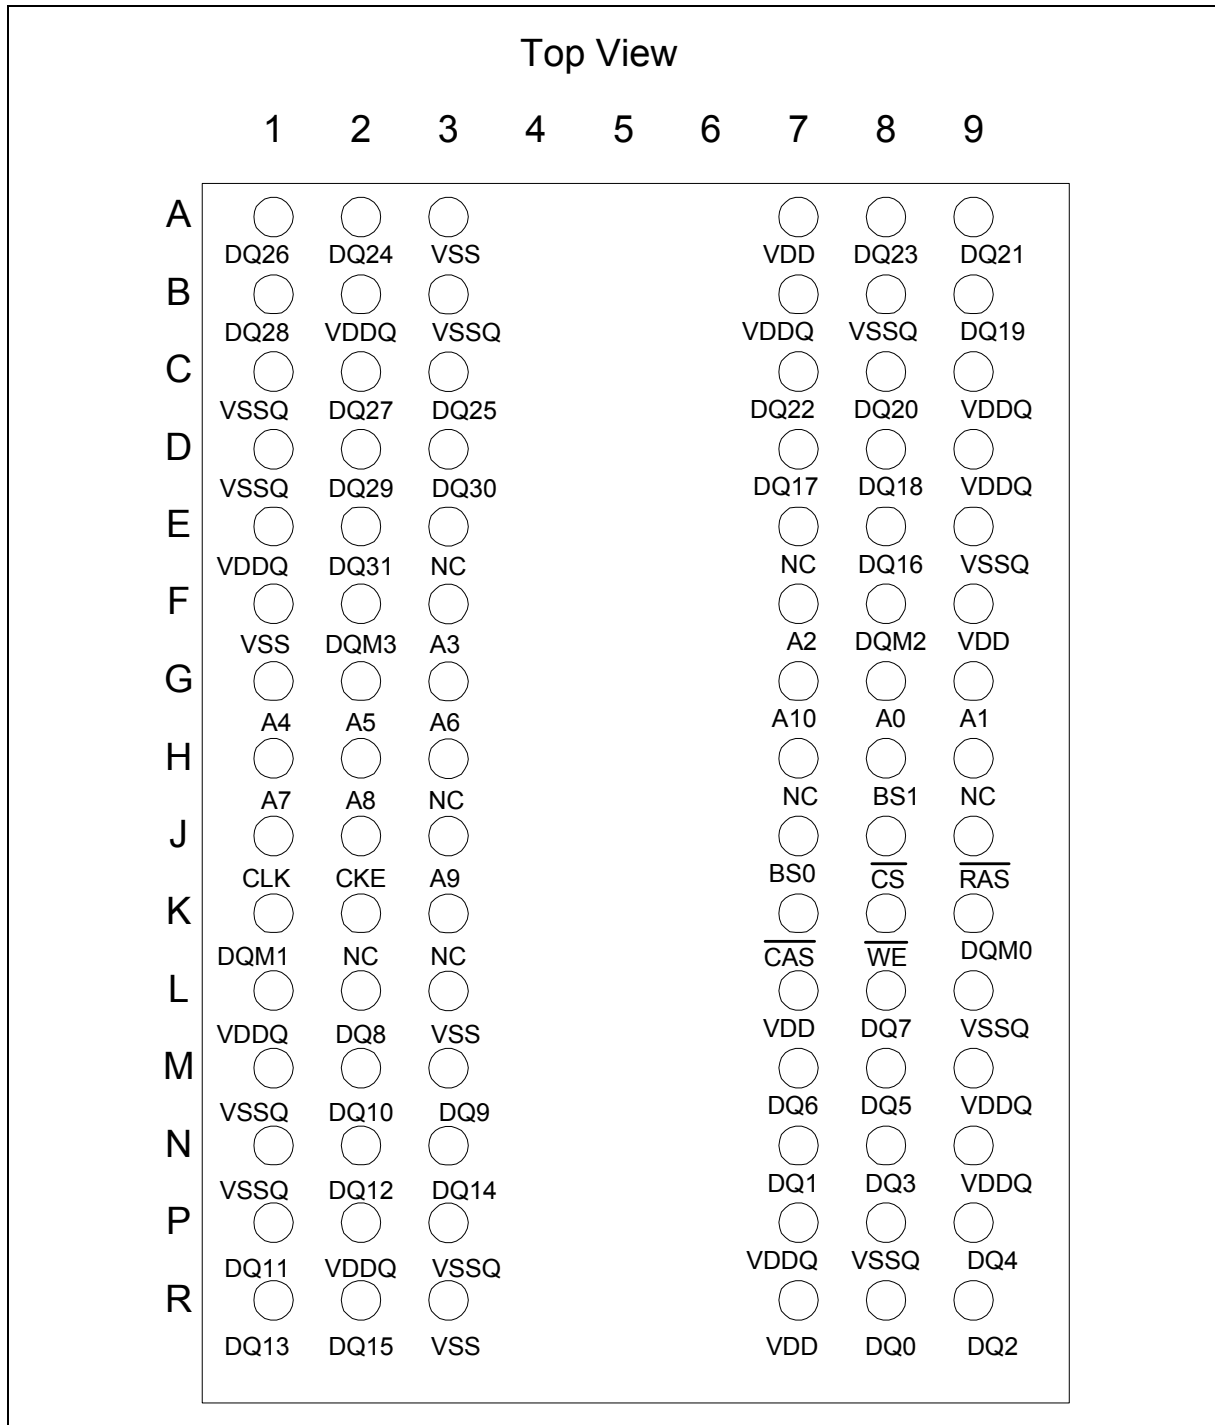 Top View
1 2 3 4 5 6 7 8 9
A
DQ26 DQ24 VSS VDD DQ23 DQ21
B
DQ28 VDDQ VSSQ VDDQ VSSQ DQ19
C
VSSQ DQ27 DQ25 DQ22 DQ20 VDDQ
D
VSSQ DQ29 DQ30 DQ17 DQ18 VDDQ
E
VDDQ DQ31 NC NC DQ16 VSSQ
F
VSS DQM3 A3 A2 DQM2 VDD
G
A4 A5 A6 A10 A0 A1
H
A7 A8 NC NC BS1 NC
J
CLK CKE A9 BS0 C̅S̅ R̅A̅S̅
K
DQM1 NC NC C̅A̅S̅ W̅E̅ DQM0
L
VDDQ DQ8 VSS VDD DQ7 VSSQ
M
VSSQ DQ10 DQ9 DQ6 DQ5 VDDQ
N
VSSQ DQ12 DQ14 DQ1 DQ3 VDDQ
P
DQ11 VDDQ VSSQ VDDQ VSSQ DQ4
R
DQ13 DQ15 VSS VDD DQ0 DQ2